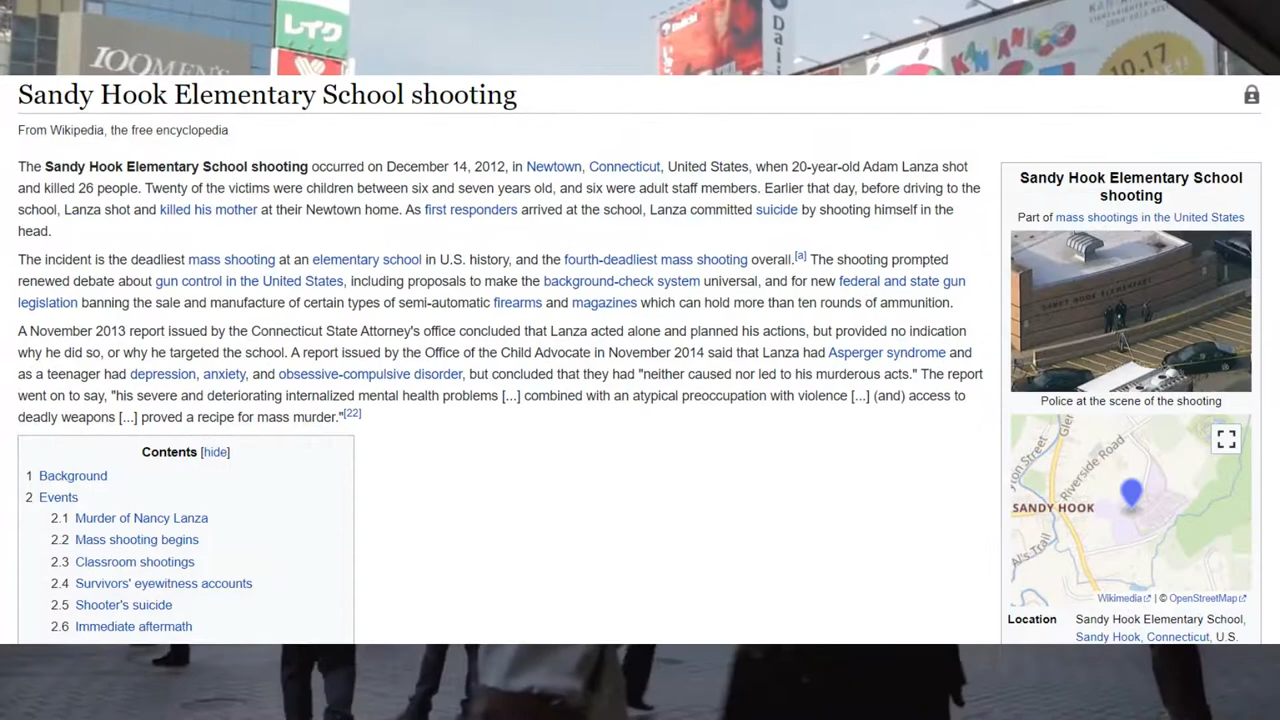 レイク
100MEN'S
Daiichi
Dai
KAN JANI∞
10.17
Sandy Hook Elementary School shooting
From Wikipedia, the free encyclopedia
The Sandy Hook Elementary School shooting occurred on December 14, 2012, in Newtown, Connecticut, United States, when 20-year-old Adam Lanza shot
and killed 26 people. Twenty of the victims were children between six and seven years old, and six were adult staff members. Earlier that day, before driving to the
school, Lanza shot and killed his mother at their Newtown home. As first responders arrived at the school, Lanza committed suicide by shooting himself in the
head.
The incident is the deadliest mass shooting at an elementary school in U.S. history, and the fourth-deadliest mass shooting overall.[a] The shooting prompted
renewed debate about gun control in the United States, including proposals to make the background-check system universal, and for new federal and state gun
legislation banning the sale and manufacture of certain types of semi-automatic firearms and magazines which can hold more than ten rounds of ammunition.
A November 2013 report issued by the Connecticut State Attorney's office concluded that Lanza acted alone and planned his actions, but provided no indication
why he did so, or why he targeted the school. A report issued by the Office of the Child Advocate in November 2014 said that Lanza had Asperger syndrome and
as a teenager had depression, anxiety, and obsessive-compulsive disorder, but concluded that they had "neither caused nor led to his murderous acts." The report
went on to say, "his severe and deteriorating internalized mental health problems [...] combined with an atypical preoccupation with violence [...] (and) access to
deadly weapons [...] proved a recipe for mass murder."[22]
Contents [hide]
1 Background
2 Events
2.1 Murder of Nancy Lanza
2.2 Mass shooting begins
2.3 Classroom shootings
2.4 Survivors' eyewitness accounts
2.5 Shooter's suicide
2.6 Immediate aftermath
Sandy Hook Elementary School
shooting
Part of mass shootings in the United States
SANDY HOOK ELEMENTARY
Police at the scene of the shooting
Glen
Riverside Road
SANDY HOOK
Al's Trail
Wikimedia | © OpenStreetMap
Location Sandy Hook Elementary School,
Sandy Hook, Connecticut, U.S.